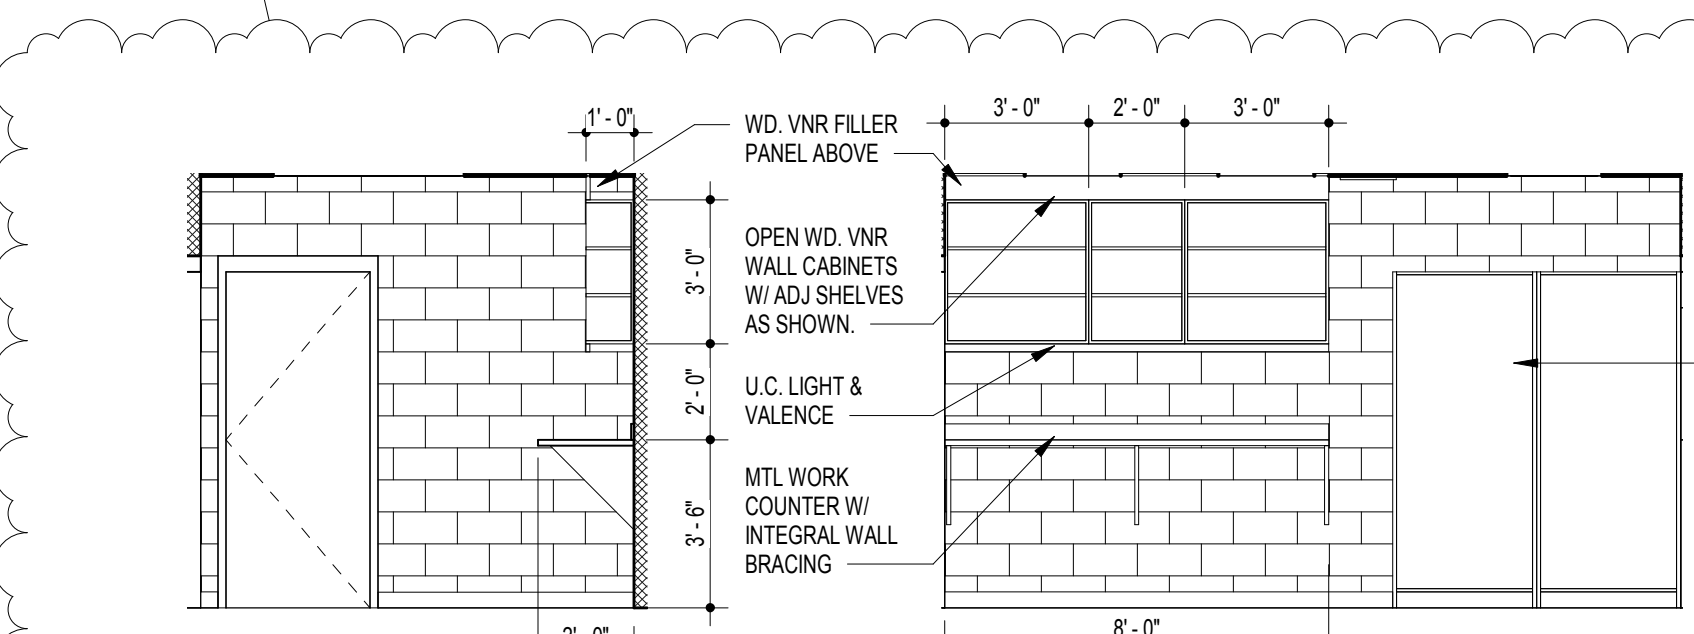 1' - 0"
WD. VNR FILLER
PANEL ABOVE
3' - 0"
2' - 0"
3' - 0"
OPEN WD. VNR
WALL CABINETS
W/ ADJ SHELVES
AS SHOWN.
3' - 0"
U.C. LIGHT &
VALENCE
2' - 0"
MTL WORK
COUNTER W/
INTEGRAL WALL
BRACING
3' - 6"
2' - 0"
8' - 0"